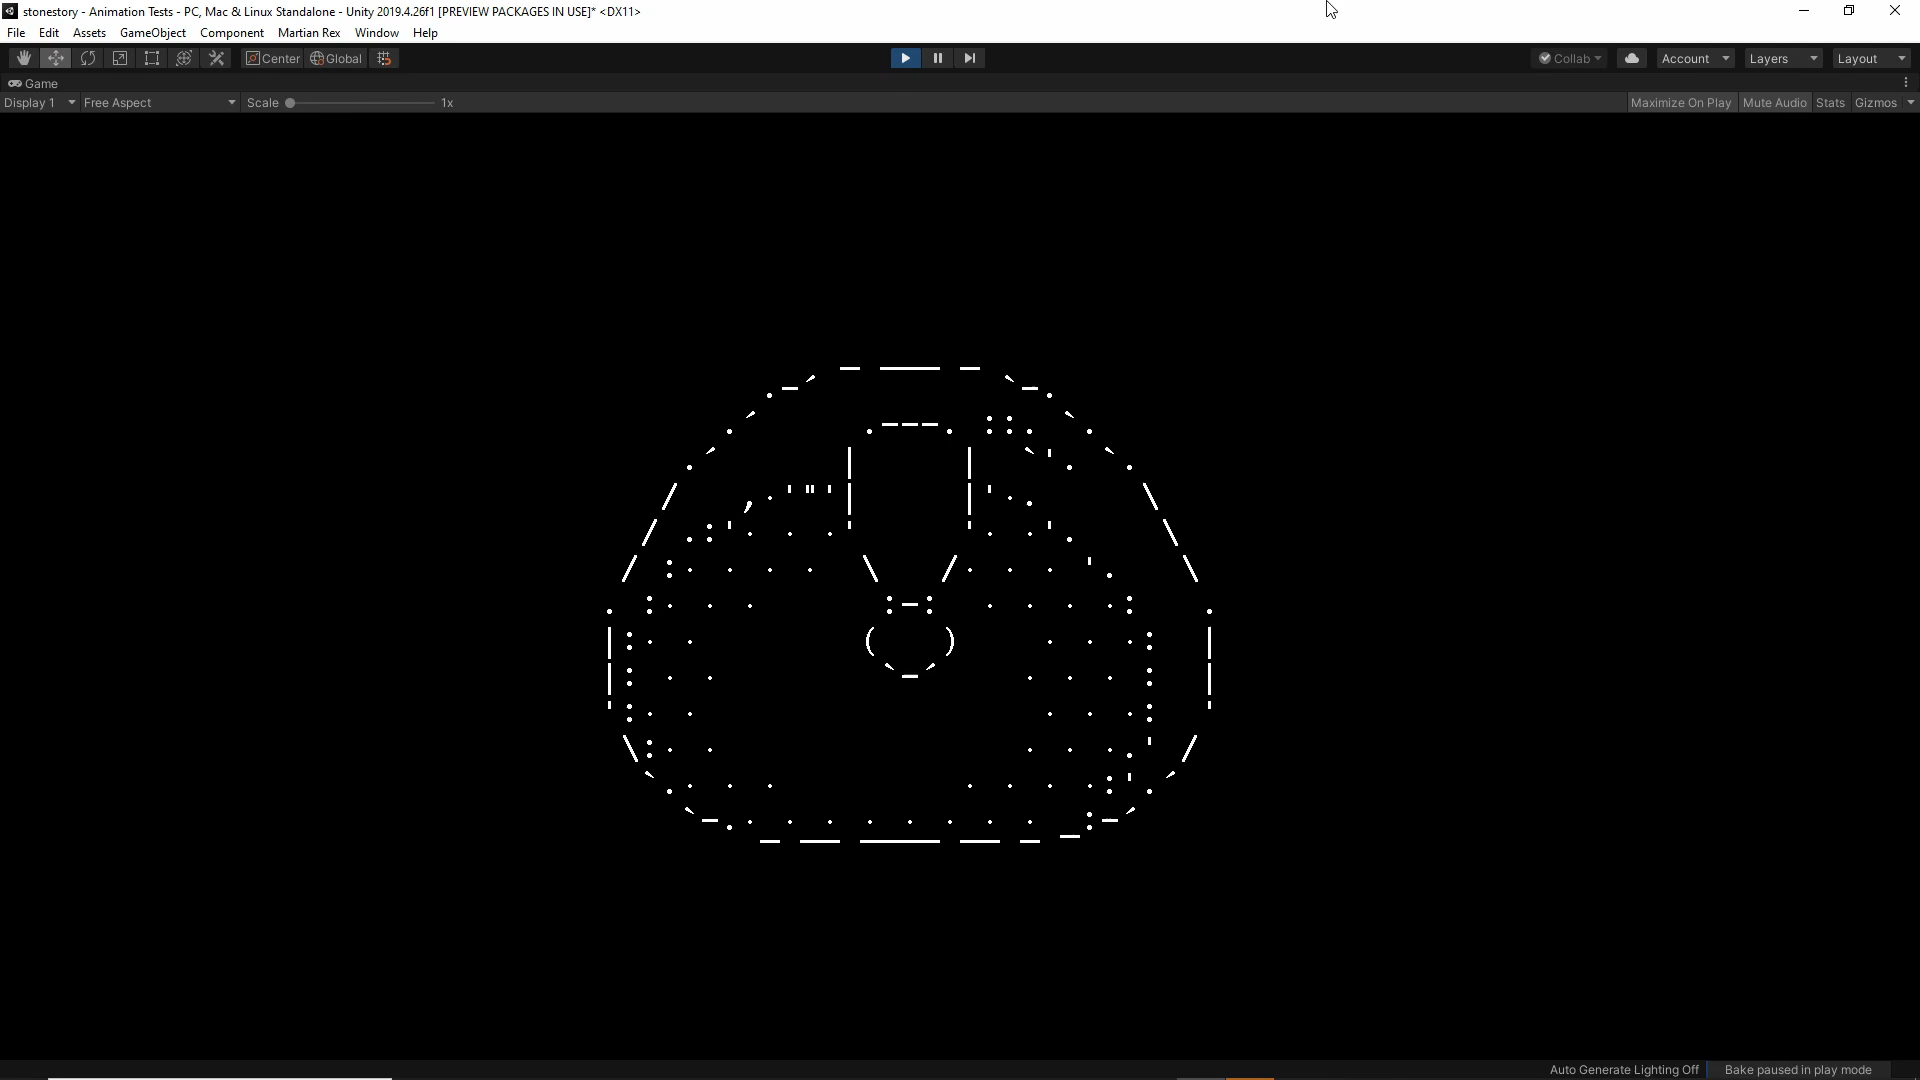 stonestory - Animation Tests - PC, Mac & Linux Standalone - Unity 2019.4.26f1 [PREVIEW PACKAGES IN USE]* <DX11>
File Edit Assets GameObject Component Martian Rex Window Help
Center Global Collab Account Layers Layout
Game
Display 1 Free Aspect Scale 1x Maximize On Play Mute Audio Stats Gizmos
Auto Generate Lighting Off Bake paused in play mode